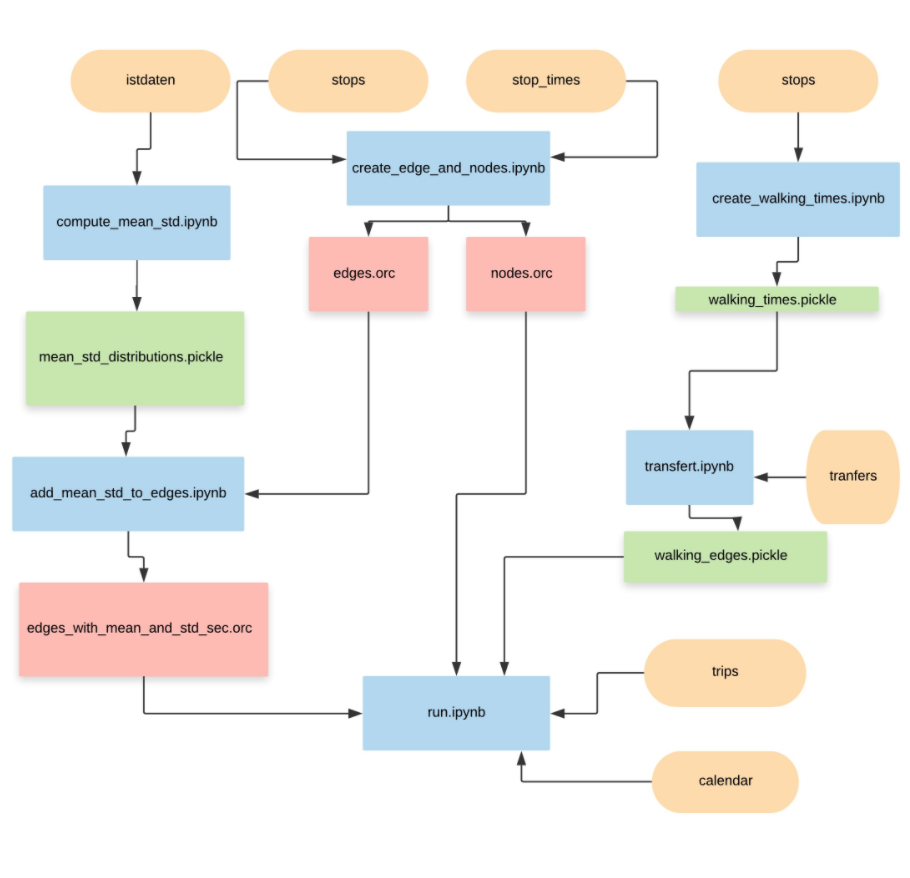 istdaten
stops
stop_times
stops
create_edge_and_nodes.ipynb
create_walking_times.ipynb
compute_mean_std.ipynb
edges.orc
nodes.orc
walking_times.pickle
mean_std_distributions.pickle
transfert.ipynb
tranfers
add_mean_std_to_edges.ipynb
walking_edges.pickle
edges_with_mean_and_std_sec.orc
trips
run.ipynb
calendar